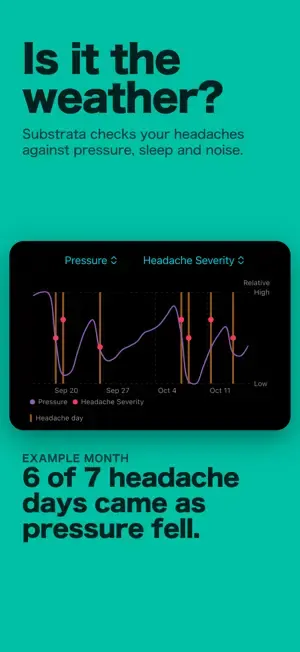 Is it the
weather?
Substrata checks your headaches
against pressure, sleep and noise.
Pressure
Headache Severity
Relative
High
Low
Sep 20
Sep 27
Oct 4
Oct 11
Pressure
Headache Severity
Headache day
EXAMPLE MONTH
6 of 7 headache
days came as
pressure fell.